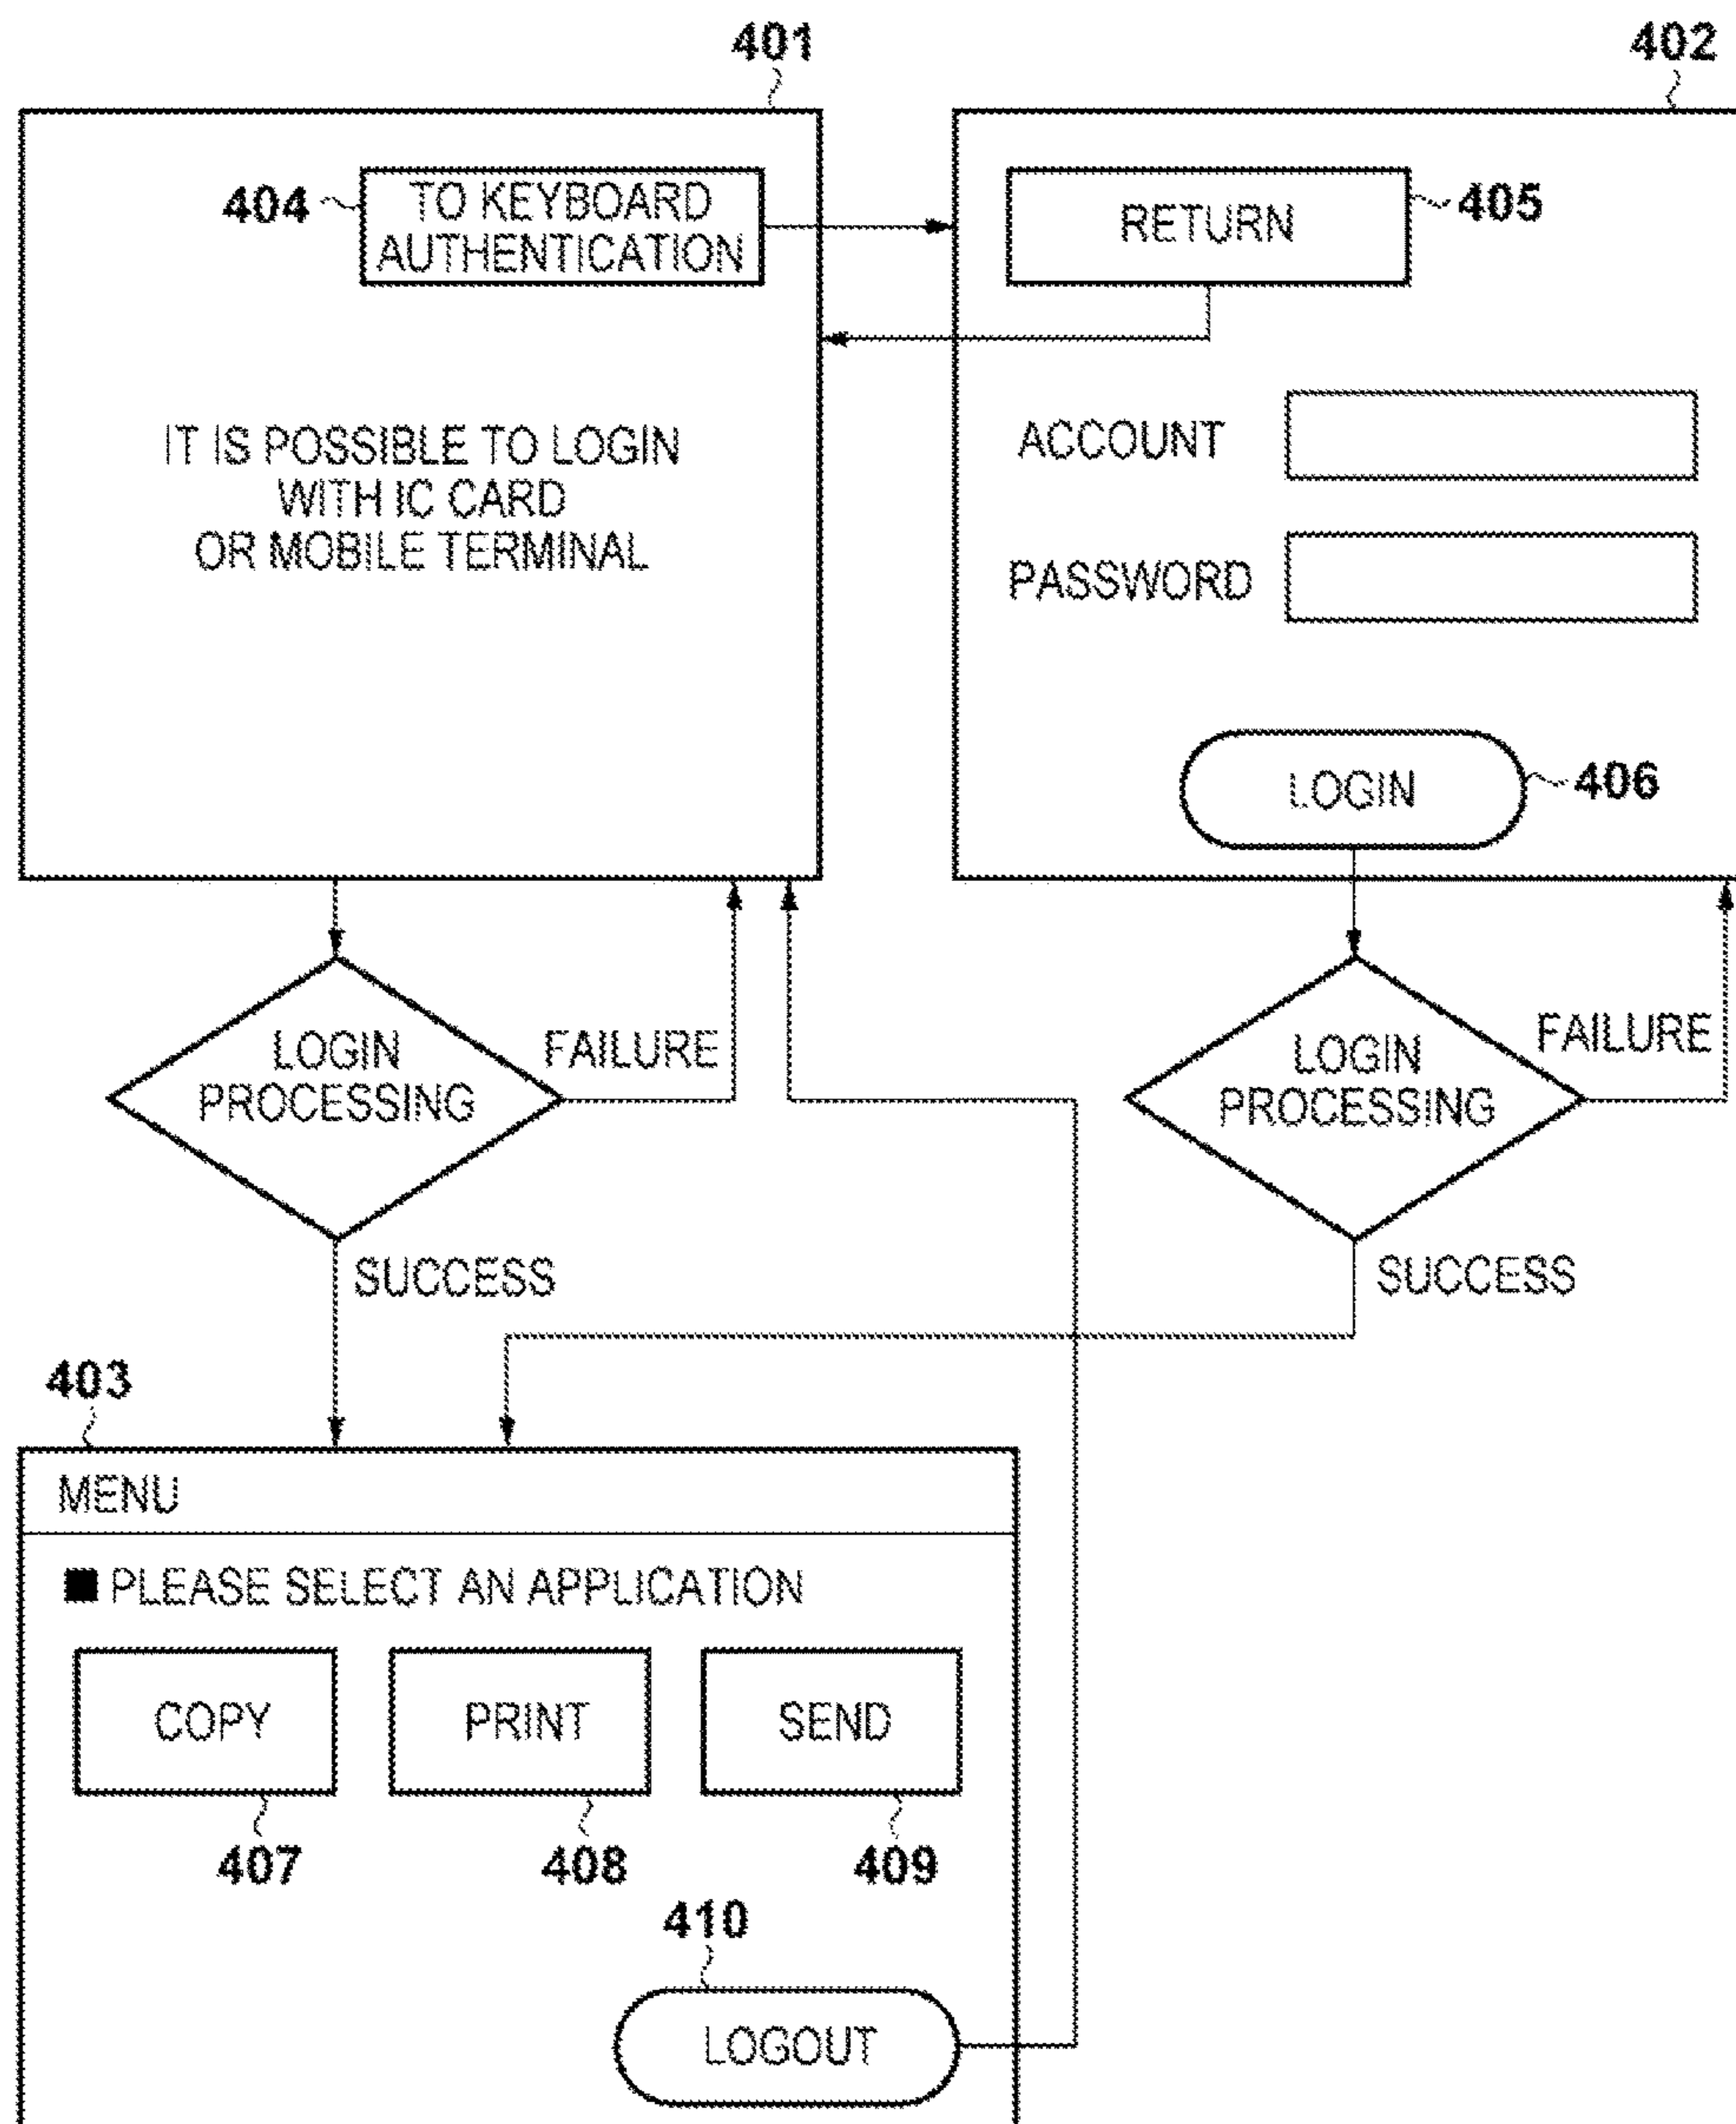 401
402
404
TO KEYBOARD
AUTHENTICATION
RETURN
405
IT IS POSSIBLE TO LOGIN
WITH IC CARD
OR MOBILE TERMINAL
ACCOUNT
PASSWORD
LOGIN
406
LOGIN
PROCESSING
FAILURE
SUCCESS
LOGIN
PROCESSING
FAILURE
SUCCESS
403
MENU
■ PLEASE SELECT AN APPLICATION
COPY
PRINT
SEND
407
408
409
410
LOGOUT